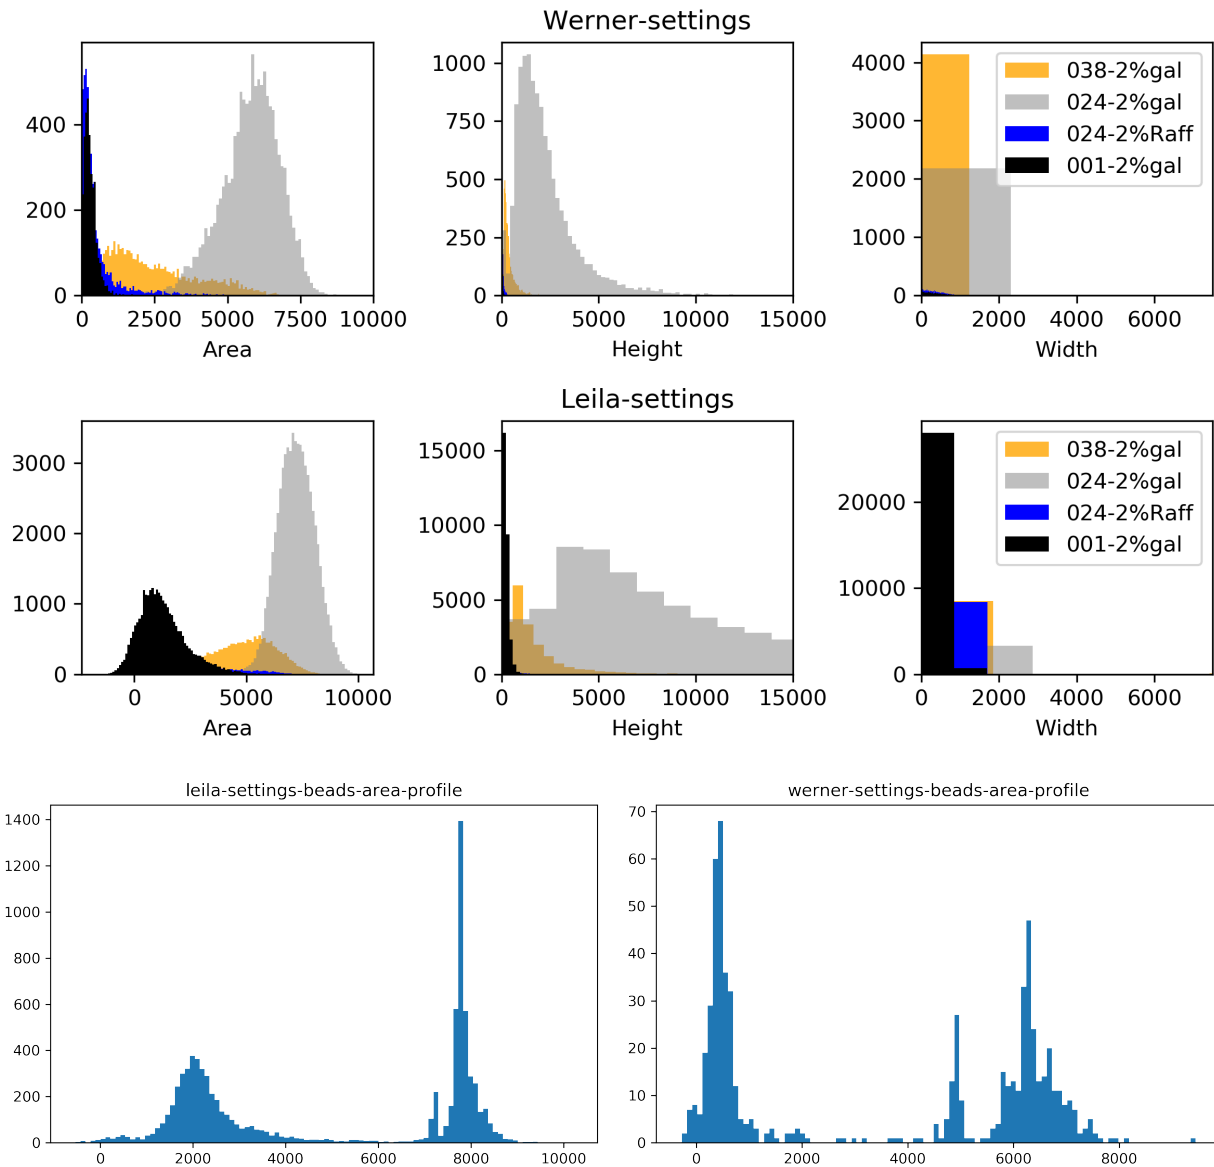 Werner-settings
400
200
0
0 2500 5000 7500 10000
Area
1000
750
500
250
0
0 5000 10000 15000
Height
4000
3000
2000
1000
0
0 2000 4000 6000
Width
038-2%gal
024-2%gal
024-2%Raff
001-2%gal
Leila-settings
3000
2000
1000
0
0 5000 10000
Area
15000
10000
5000
0
0 5000 10000 15000
Height
20000
10000
0
0 2000 4000 6000
Width
038-2%gal
024-2%gal
024-2%Raff
001-2%gal
leila-settings-beads-area-profile
1400
1200
1000
800
600
400
200
0
0 2000 4000 6000 8000 10000
werner-settings-beads-area-profile
70
60
50
40
30
20
10
0
0 2000 4000 6000 8000